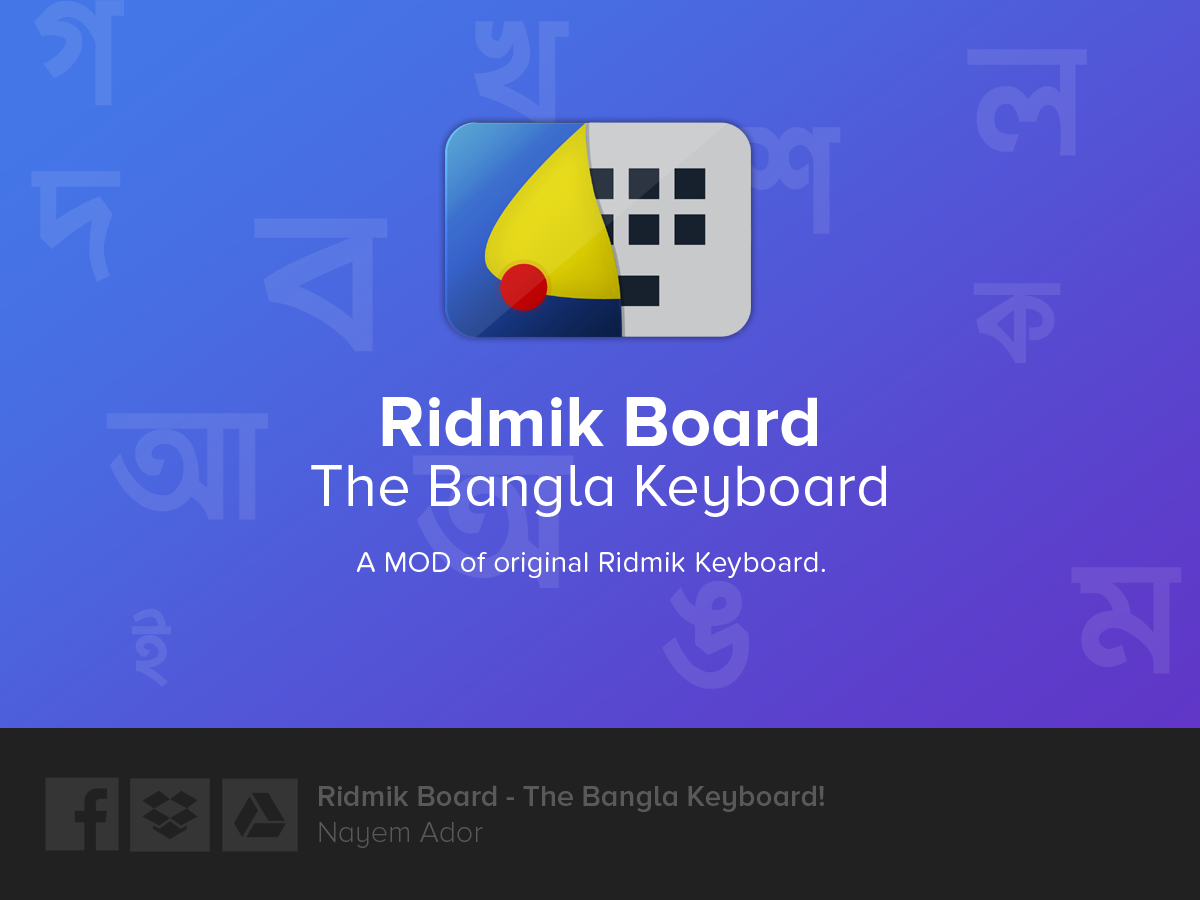 গ
খ
ল
শ
দ
ব
ক
Ridmik Board
আ
The Bangla Keyboard
অ
A MOD of original Ridmik Keyboard.
ই
ঙ
ম
Ridmik Board - The Bangla Keyboard!
Nayem Ador